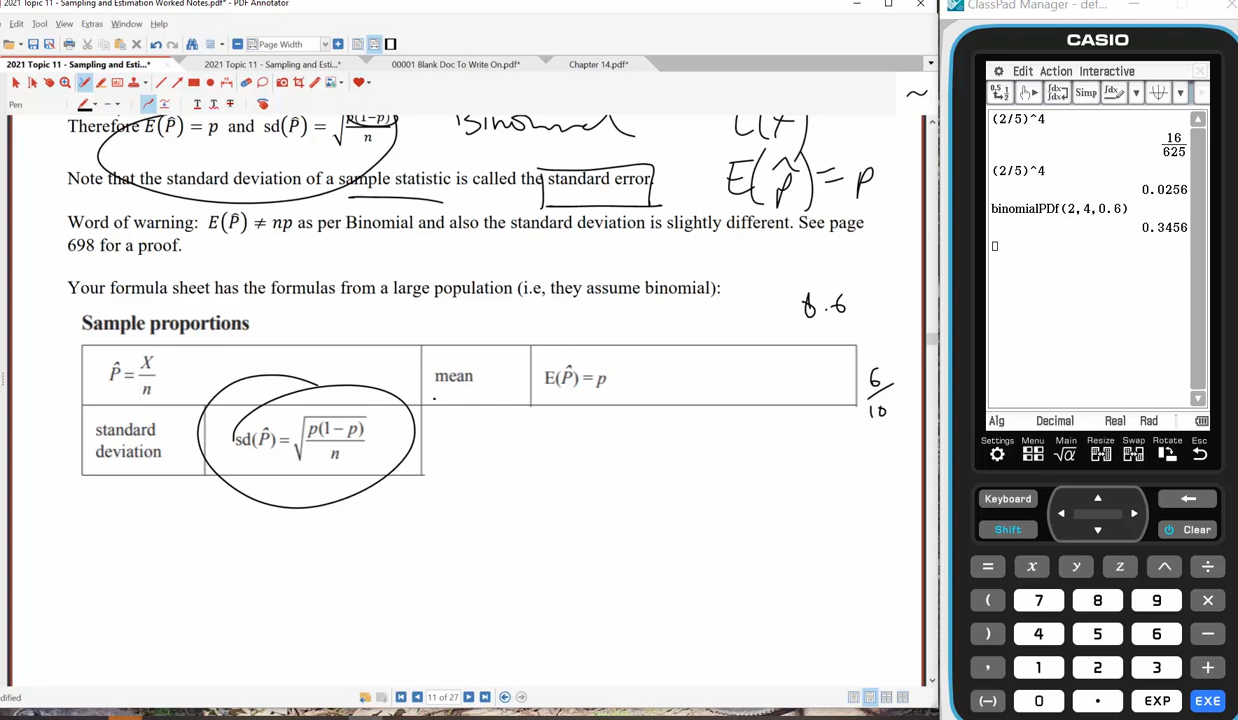 2021 Topic 11 - Sampling and Estimation Worked Notes.pdf* - PDF Annotator
Edit Tool View Extras Window Help
Page Width
2021 Topic 11 - Sampling and Esti...* 2021 Topic 11 - Sampling and Esti...* 00001 Blank Doc To Write On.pdf* Chapter 14.pdf*
Pen
Therefore E(P̂) = p and sd(P̂) = √(p(1−p)/n)
Binomial
E(p̂) = p
Note that the standard deviation of a sample statistic is called the standard error.
Word of warning: E(P̂) ≠ np as per Binomial and also the standard deviation is slightly different. See page
698 for a proof.
Your formula sheet has the formulas from a large population (i.e, they assume binomial):
0.6
Sample proportions
P̂ = X/n mean E(P̂) = p
6/10
standard deviation sd(P̂) = √(p(1 − p)/n)
11 of 27
dified
ClassPad Manager - def...
CASIO
Edit Action Interactive
Simp
(2/5)^4
16/625
(2/5)^4
0.0256
binomialPDf(2,4,0.6)
0.3456
Alg Decimal Real Rad
Settings Menu Main Resize Swap Rotate Esc
Keyboard
Shift
Clear
= x y z ^ ÷
( 7 8 9 ×
) 4 5 6 −
, 1 2 3 +
(−) 0 • EXP EXE